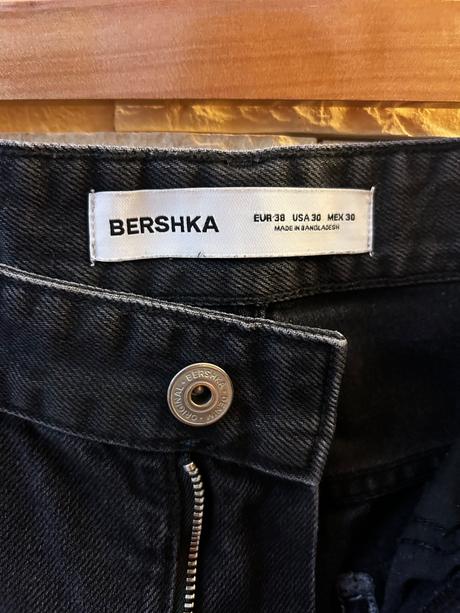 BERSHKA
EUR 38 USA 30 MEX 30
MADE IN BANGLADESH
· BERSHKA · DENIM · ORIGINAL